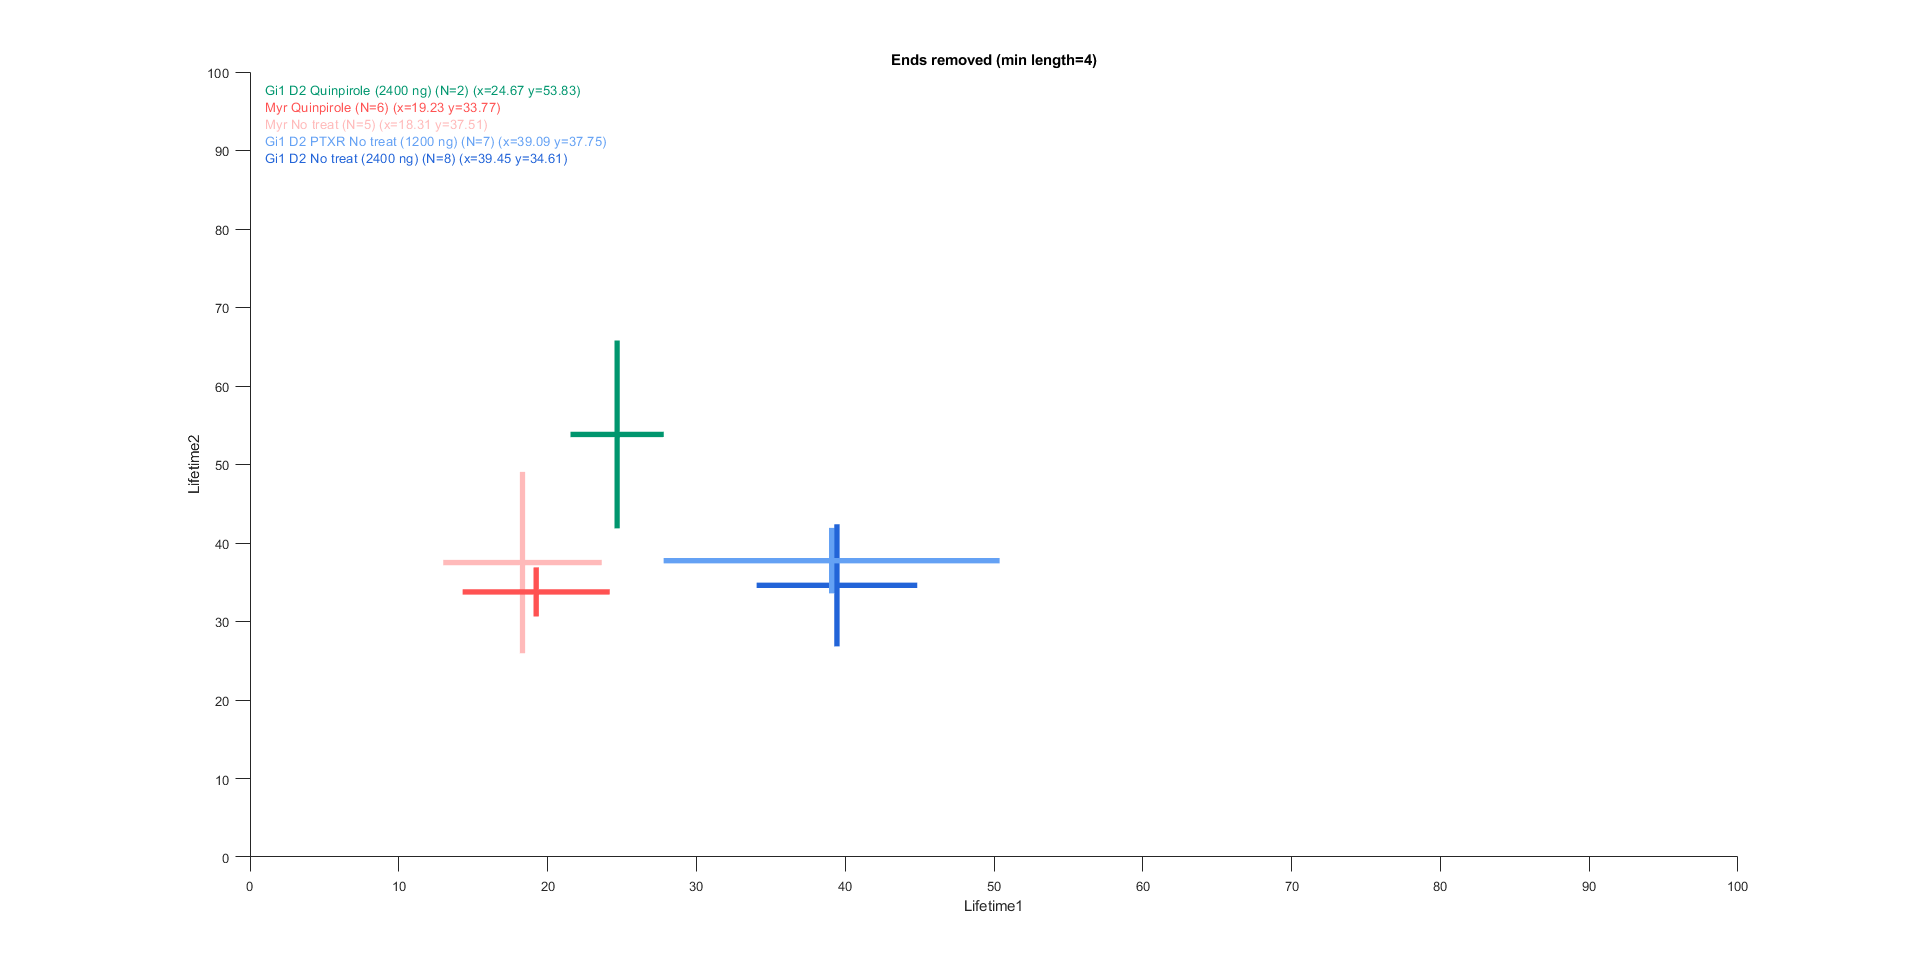 Ends removed (min length=4)
Gi1 D2 Quinpirole (2400 ng) (N=2) (x=24.67 y=53.83)
Myr Quinpirole (N=6) (x=19.23 y=33.77)
Myr No treat (N=5) (x=18.31 y=37.51)
Gi1 D2 PTXR No treat (1200 ng) (N=7) (x=39.09 y=37.75)
Gi1 D2 No treat (2400 ng) (N=8) (x=39.45 y=34.61)
100
90
80
70
60
50
40
30
20
10
0
Lifetime2
0 10 20 30 40 50 60 70 80 90 100
Lifetime1